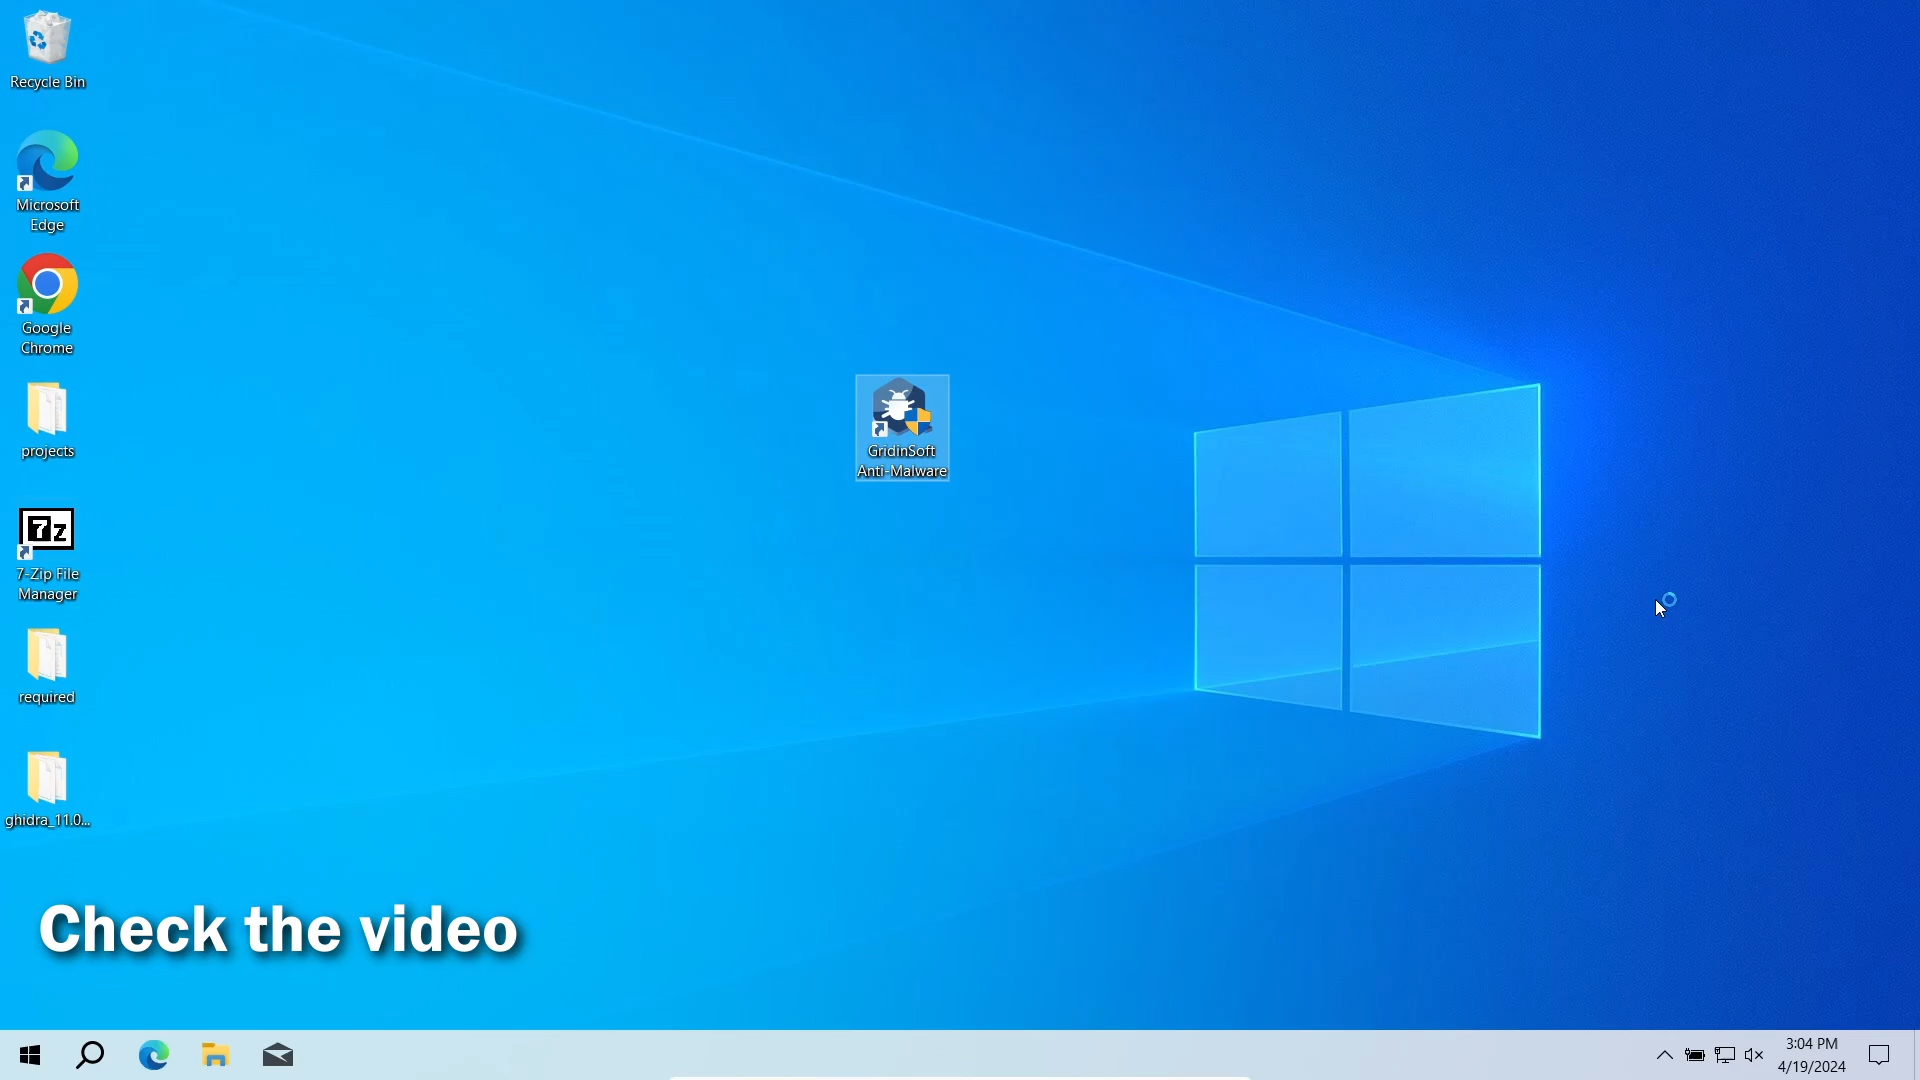 Recycle Bin
Microsoft
Edge
Google
Chrome
projects
7z
7-Zip File
Manager
required
ghidra_11.0...
GridinSoft
Anti-Malware
Check the video
3:04 PM
4/19/2024